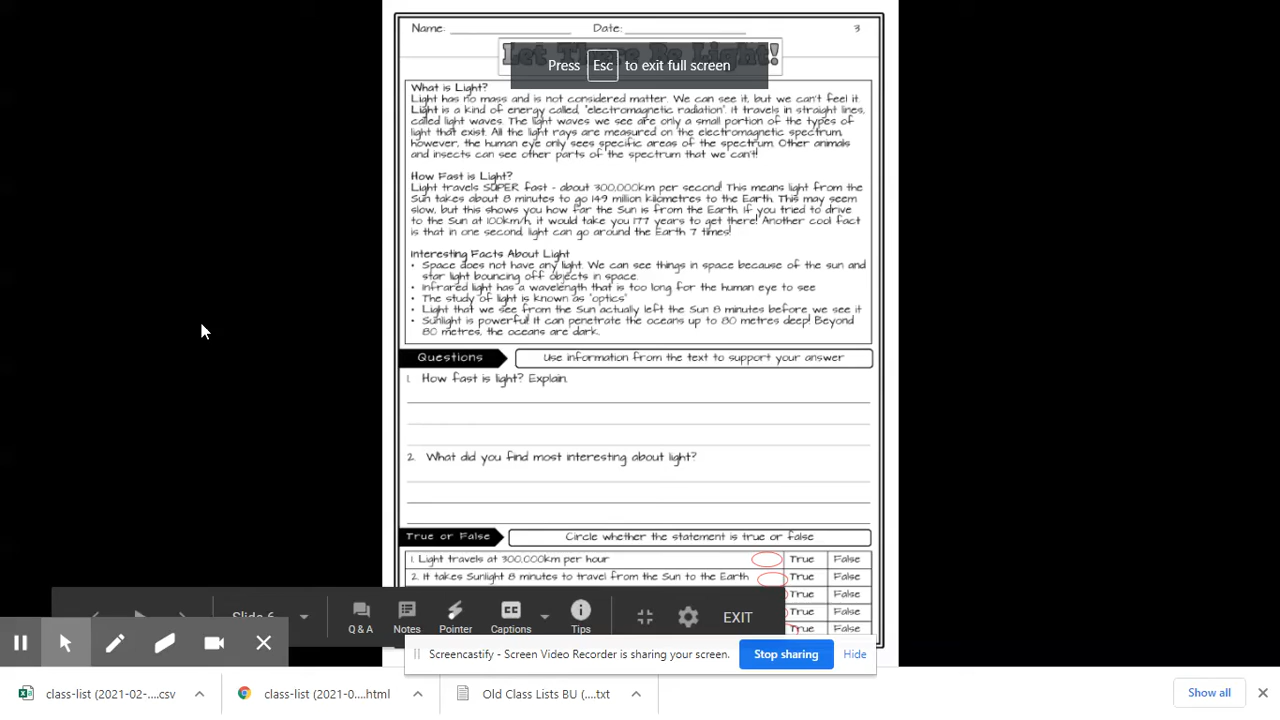 Name: Date: 3
Let There Be Light!
Press Esc to exit full screen
What is Light?
Light has no mass and is not considered matter. We can see it, but we can't feel it.
Light is a kind of energy called, "electromagnetic radiation". It travels in straight lines,
called light waves. The light waves we see are only a small portion of the types of
light that exist. All the light rays are measured on the electromagnetic spectrum,
however, the human eye only sees specific areas of the spectrum. Other animals
and insects can see other parts of the spectrum that we can't!
How Fast is Light?
Light travels SUPER fast - about 300,000km per second! This means light from the
Sun takes about 8 minutes to go 149 million kilometres to the Earth. This may seem
slow, but this shows you how far the Sun is from the Earth. If you tried to drive
to the Sun at 100km/h, it would take you 177 years to get there! Another cool fact
is that in one second, light can go around the Earth 7 times!
Interesting Facts About Light
• Space does not have any light. We can see things in space because of the sun and
star light bouncing off objects in space.
• Infrared light has a wavelength that is too long for the human eye to see
• The study of light is known as "optics"
• Light that we see from the Sun actually left the Sun 8 minutes before we see it
• Sunlight is powerful! It can penetrate the oceans up to 80 metres deep! Beyond
80 metres, the oceans are dark.
Questions Use information from the text to support your answer
1. How fast is light? Explain.
2. What did you find most interesting about light?
True or False Circle whether the statement is true or false
1. Light travels at 300,000km per hour True False
2. It takes Sunlight 8 minutes to travel from the Sun to the Earth True False
True False
True False
True False
Slide 6
Q & A Notes Pointer Captions Tips EXIT
Screencastify - Screen Video Recorder is sharing your screen. Stop sharing Hide
class-list (2021-02-....csv class-list (2021-0....html Old Class Lists BU (....txt Show all